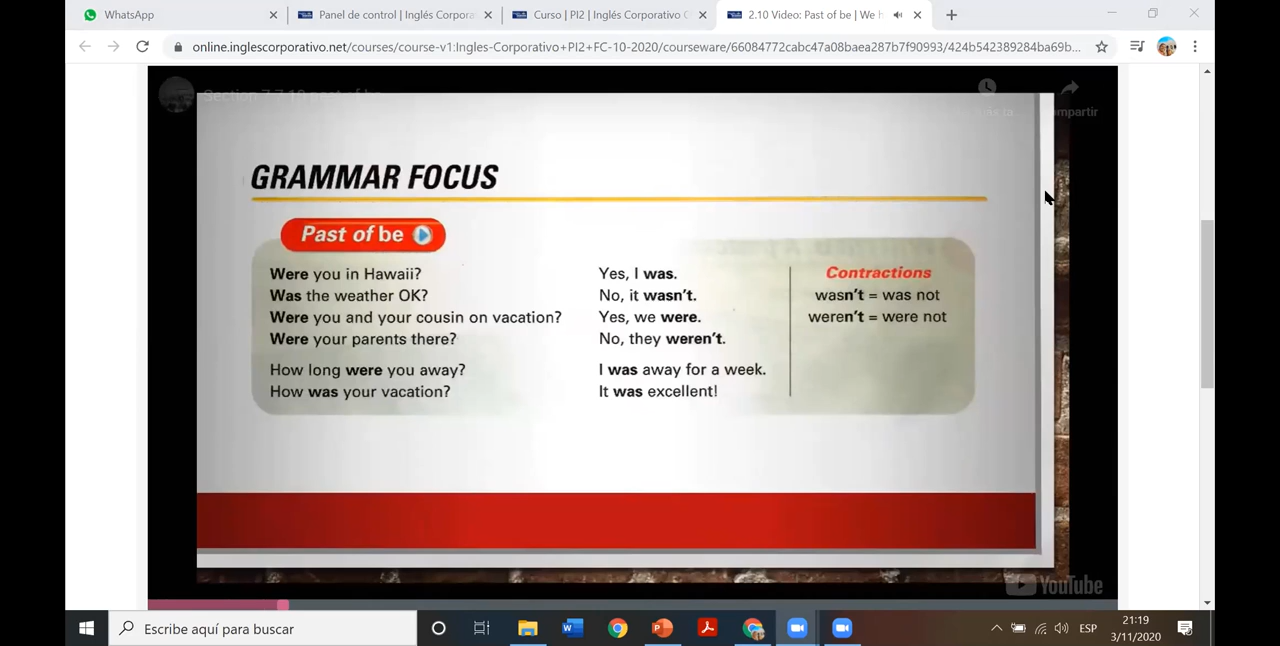 WhatsApp
Panel de control | Inglés Corpora
Curso | PI2 | Inglés Corporativo
2.10 Video: Past of be | We h
online.inglescorporativo.net/courses/course-v1:Ingles-Corporativo+PI2+FC-10-2020/courseware/66084772cabc47a08baea287b7f90993/424b542389284ba69b...
GRAMMAR FOCUS
Past of be
Were you in Hawaii? Yes, I was.
Was the weather OK? No, it wasn't.
Were you and your cousin on vacation? Yes, we were.
Were your parents there? No, they weren't.
How long were you away? I was away for a week.
How was your vacation? It was excellent!
Contractions
wasn't = was not
weren't = were not
YouTube
Escribe aquí para buscar
ESP
21:19
3/11/2020